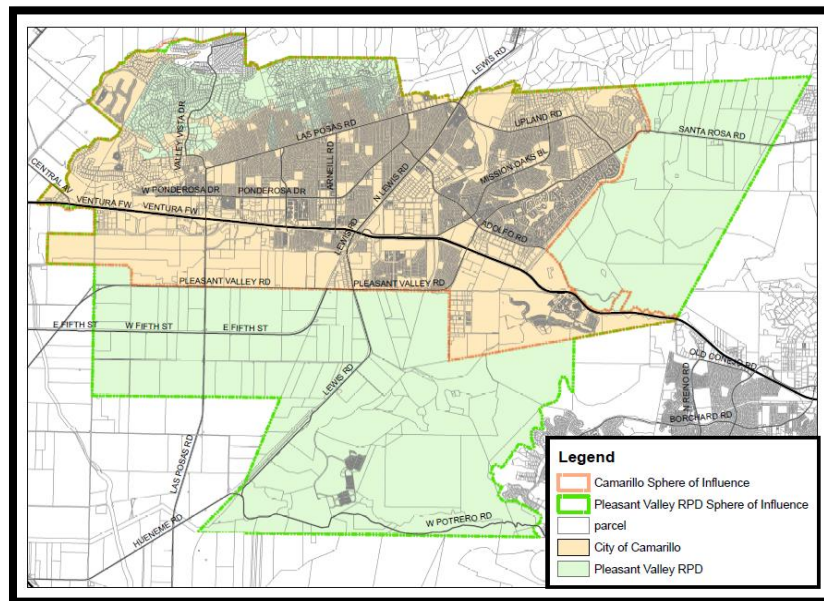 LEWIS RD
LAS POSAS RD
UPLAND RD
SANTA ROSA RD
VALLEY VISTA DR
ARNEILL RD
MISSION OAKS BL
N LEWIS RD
CENTRAL AV
W PONDEROSA DR
PONDEROSA DR
VENTURA FW
VENTURA FW
ADOLFO RD
LEWIS RD
PLEASANT VALLEY RD
PLEASANT VALLEY RD
E FIFTH ST
W FIFTH ST
E FIFTH ST
OLD CONEJO RD
LEWIS RD
N REINO RD
BORCHARD RD
LAS POSAS RD
HUENEME RD
W POTRERO RD
Legend
Camarillo Sphere of Influence
Pleasant Valley RPD Sphere of Influence
parcel
City of Camarillo
Pleasant Valley RPD